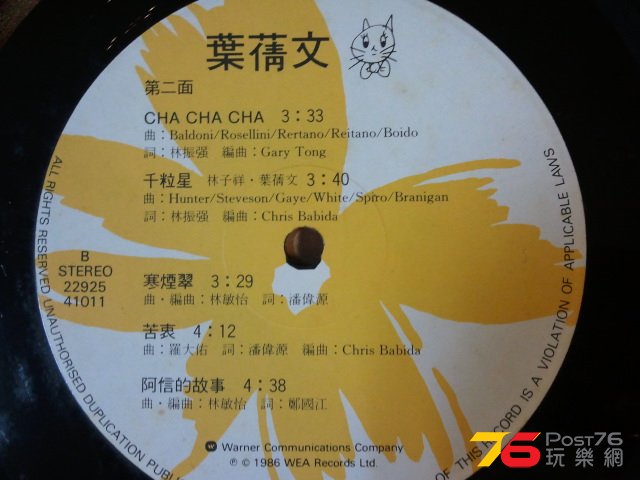 葉蒨文
第二面
CHA CHA CHA 3:33
曲:Baldoni/Rosellini/Rertano/Reitano/Boido
詞:林振强 編曲:Gary Tong
千粒星 林子祥·葉蒨文 3:40
曲:Hunter/Steveson/Gaye/White/Spiro/Branigan
詞:林振强 編曲:Chris Babida
B
STEREO
22925
41011
寒煙翠 3:29
曲·編曲:林敏怡 詞:潘偉源
苦衷 4:12
曲:羅大佑 詞:潘偉源 編曲:Chris Babida
阿信的故事 4:38
曲·編曲:林敏怡 詞:鄭國江
Warner Communications Company
℗ © 1986 WEA Records Ltd.
ALL RIGHTS RESERVED UNAUTHORISED DUPLICATION
OF THIS RECORD IS A VIOLATION OF APPLICABLE LAWS
76 Post76
玩樂網